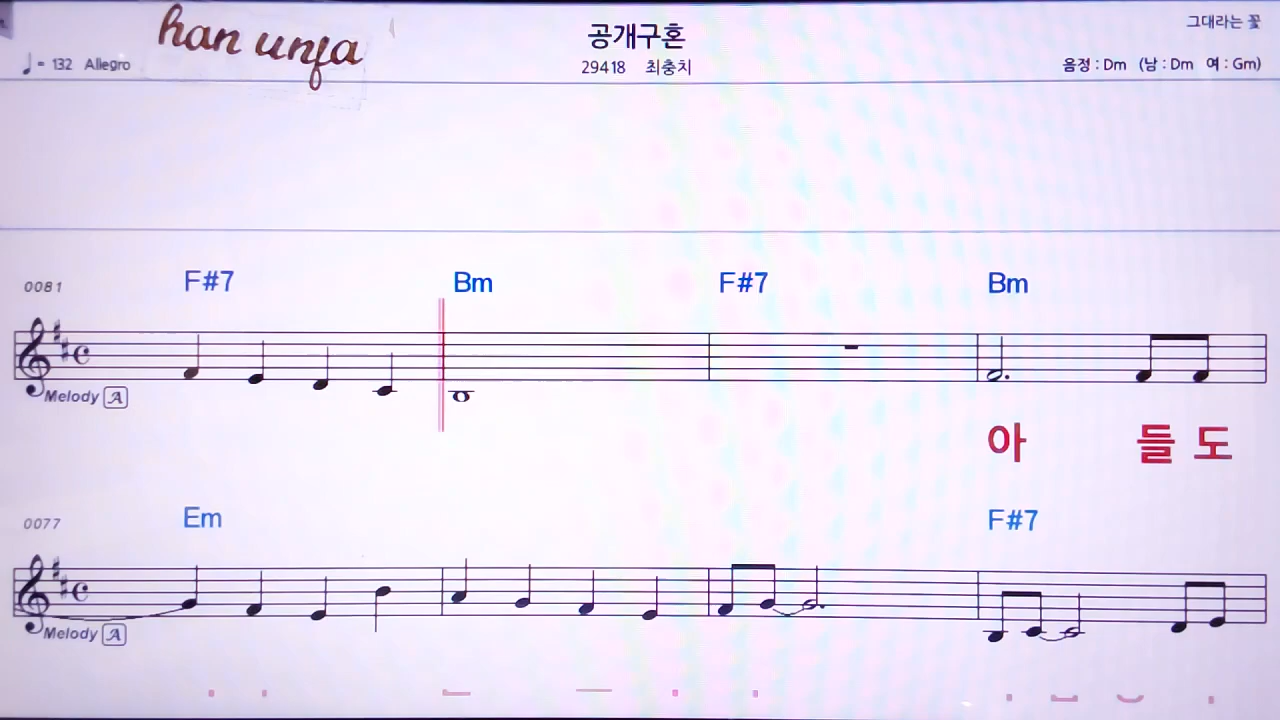 han unfa
공개구혼
그대라는 꽃
♩ = 132 Allegro
29418 최충치
음정 : Dm (남 : Dm 여 : Gm)
0081 F#7 Bm F#7 Bm
Melody A
아 들 도
0077 Em F#7
Melody A